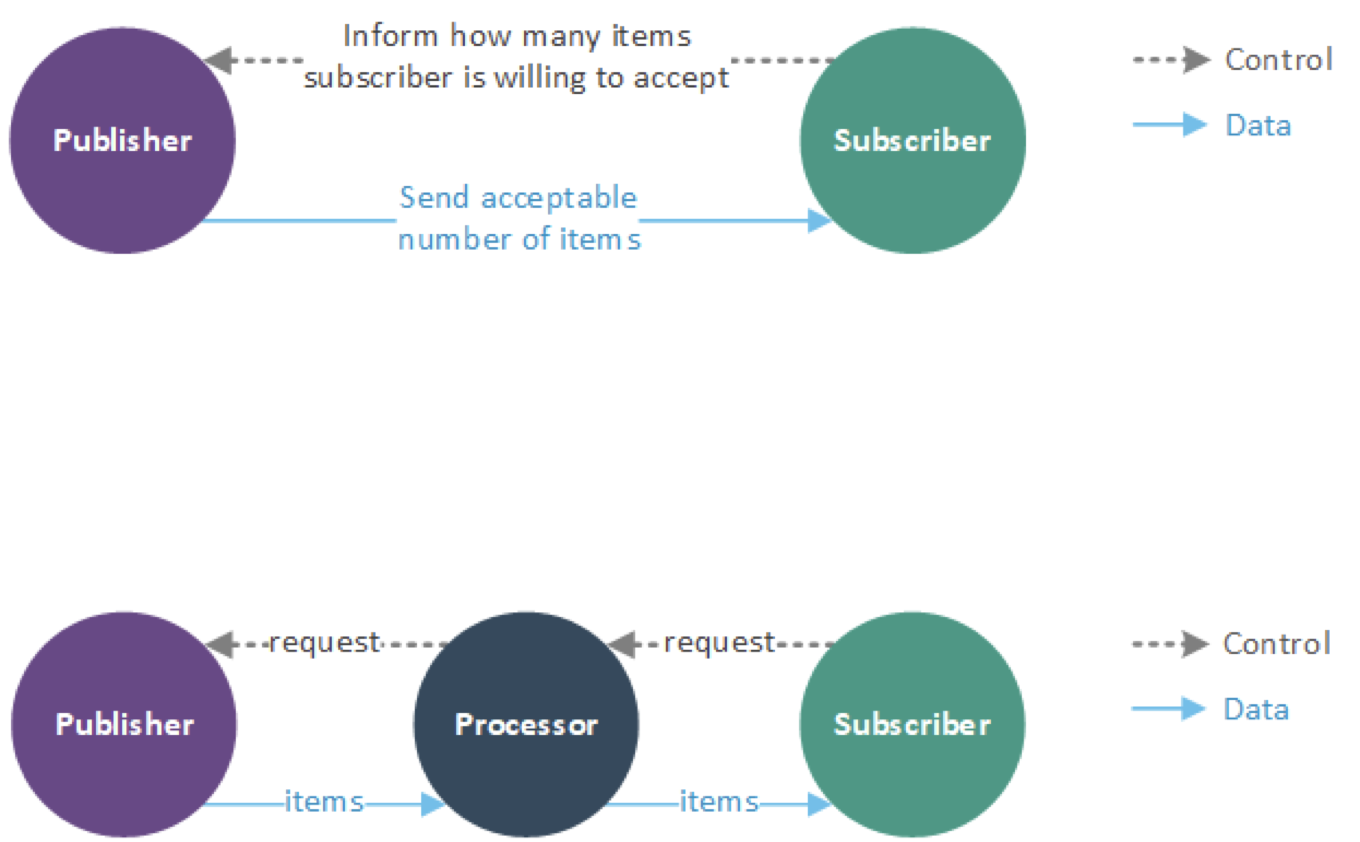 Inform how many items
subscriber is willing to accept
Control
Data
Publisher
Subscriber
Send acceptable
number of items
request
request
Control
Data
Publisher
Processor
Subscriber
items
items